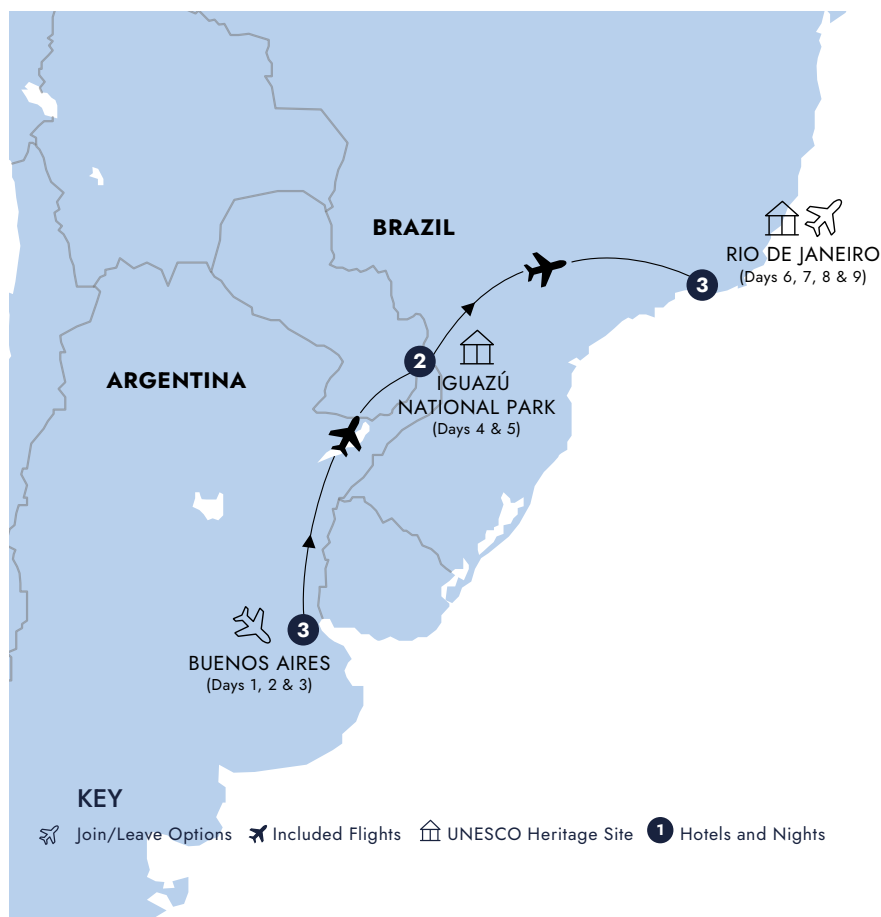 BRAZIL
RIO DE JANEIRO
(Days 6, 7, 8 & 9)
3
2
ARGENTINA
IGUAZÚ
NATIONAL PARK
(Days 4 & 5)
3
BUENOS AIRES
(Days 1, 2 & 3)
KEY
Join/Leave Options
Included Flights
UNESCO Heritage Site
1
Hotels and Nights